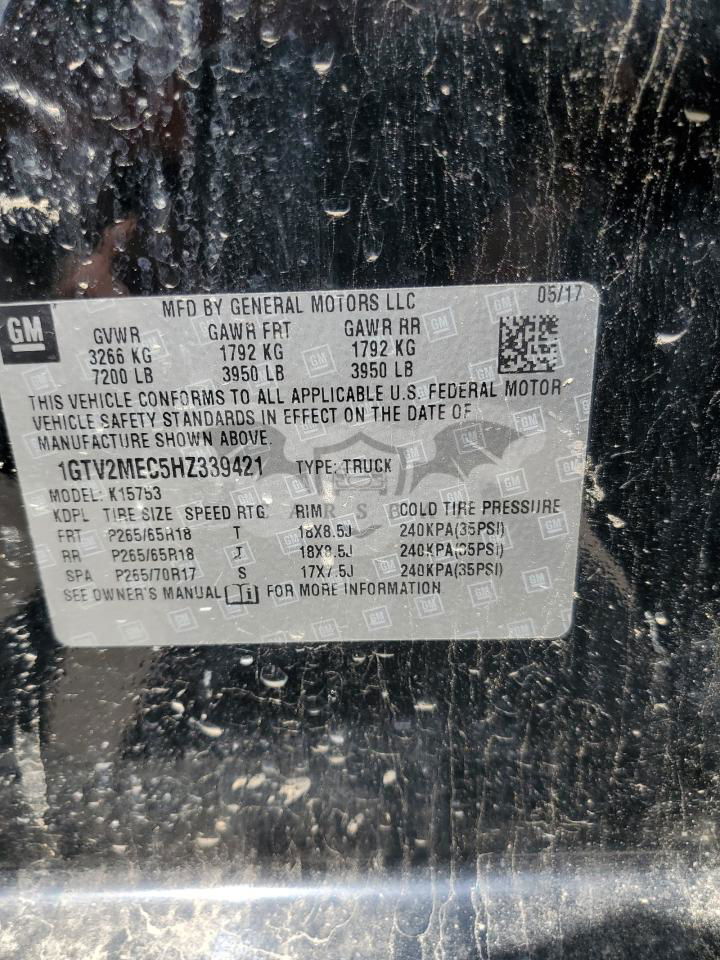 GM
MFD BY GENERAL MOTORS LLC 05/17
GVWR GAWR FRT GAWR RR
3266 KG 1792 KG 1792 KG
7200 LB 3950 LB 3950 LB
THIS VEHICLE CONFORMS TO ALL APPLICABLE U.S. FEDERAL MOTOR
VEHICLE SAFETY STANDARDS IN EFFECT ON THE DATE OF
MANUFACTURE SHOWN ABOVE.
1GTV2MEC5HZ339421 TYPE: TRUCK
MODEL: K15753
KDPL TIRE SIZE SPEED RTG RIM COLD TIRE PRESSURE
FRT P265/65R18 T 18X8.5J 240KPA(35PSI)
RR P265/65R18 T 18X8.5J 240KPA(35PSI)
SPA P265/70R17 S 17X7.5J 240KPA(35PSI)
SEE OWNER'S MANUAL FOR MORE INFORMATION